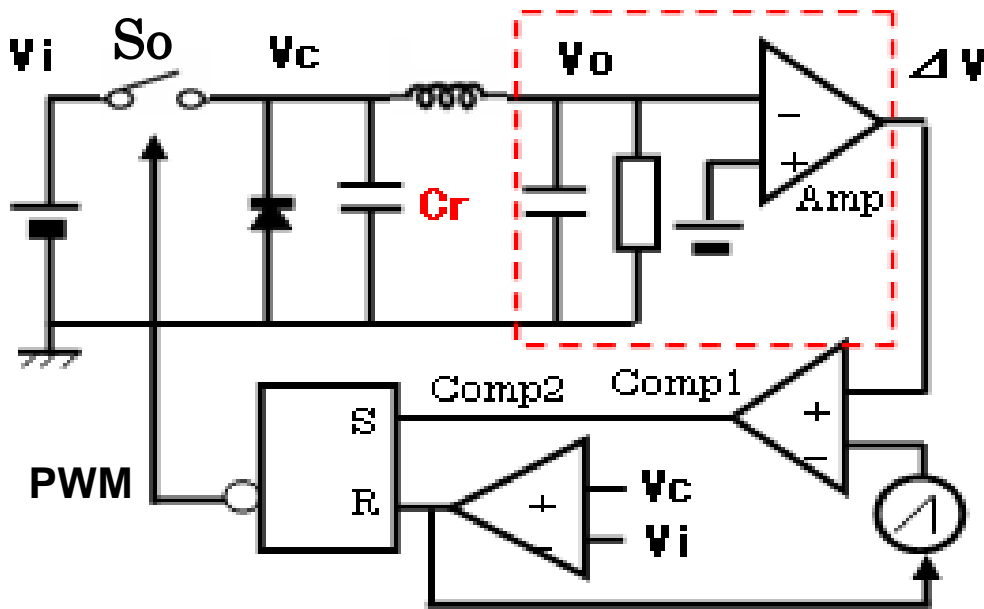 Vi
So
Vc
Vo
⊿V
−
+
Amp
Cr
Comp2
Comp1
+
−
S
R
PWM
+
−
Vc
Vi